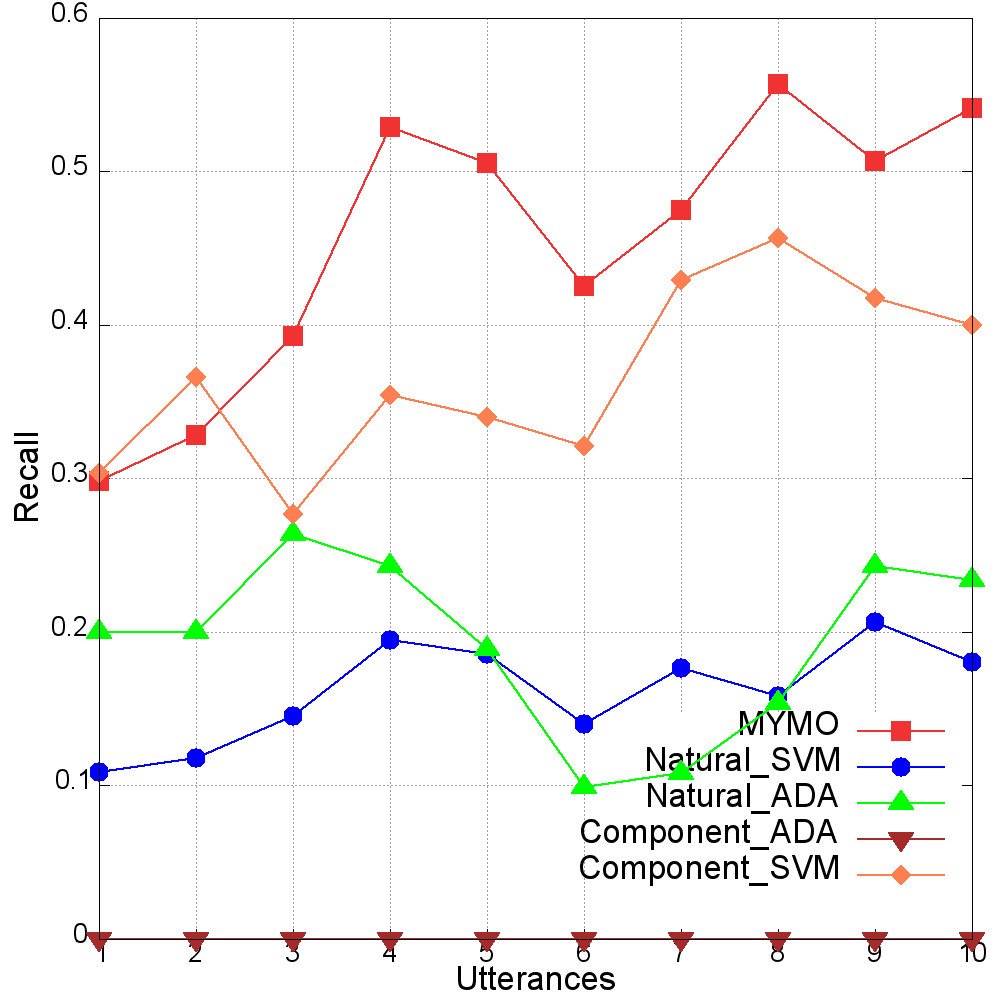 0.6
0.5
0.4
0.3
0.2
0.1
0
Recall
MYMO
Natural_SVM
Natural_ADA
Component_ADA
Component_SVM
1 2 3 4 5 6 7 8 9 10
Utterances